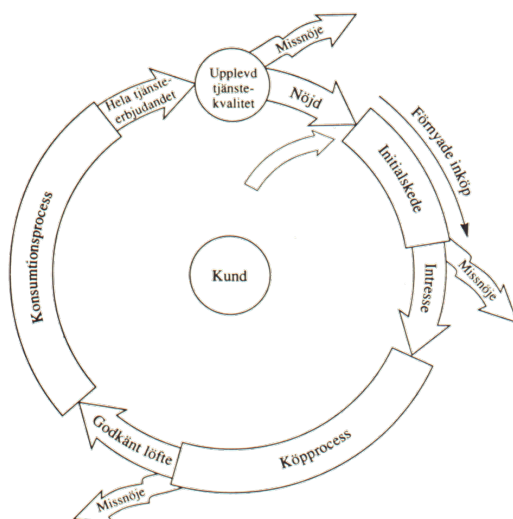 Missnöje
Upplevd
tjänste-
kvalitet
Hela tjänste-
erbjudandet
Nöjd
Förnyade inköp
Initialskede
Missnöje
Intresse
Kund
Konsumtionsprocess
Godkänt löfte
Köpprocess
Missnöje